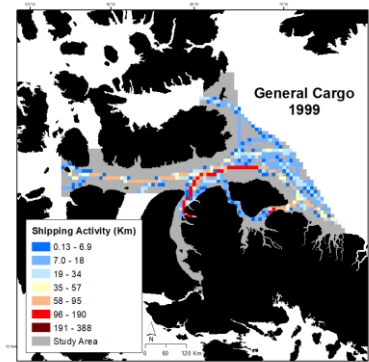 General Cargo
1999
Shipping Activity (Km)
0.13 - 6.9
7.0 - 18
19 - 34
35 - 57
58 - 95
96 - 190
191 - 388
Study Area
N
0 60 120 Km